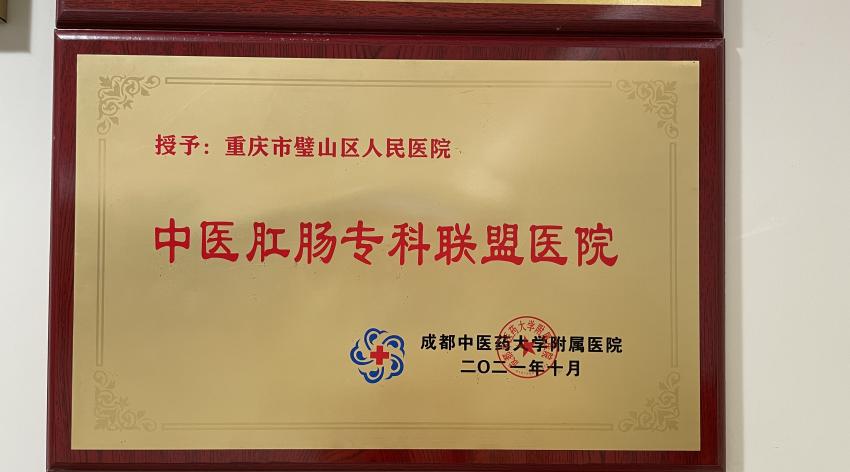 授予：重庆市璧山区人民医院
中医肛肠专科联盟医院
成都中医药大学附属医院
二〇二一年十月